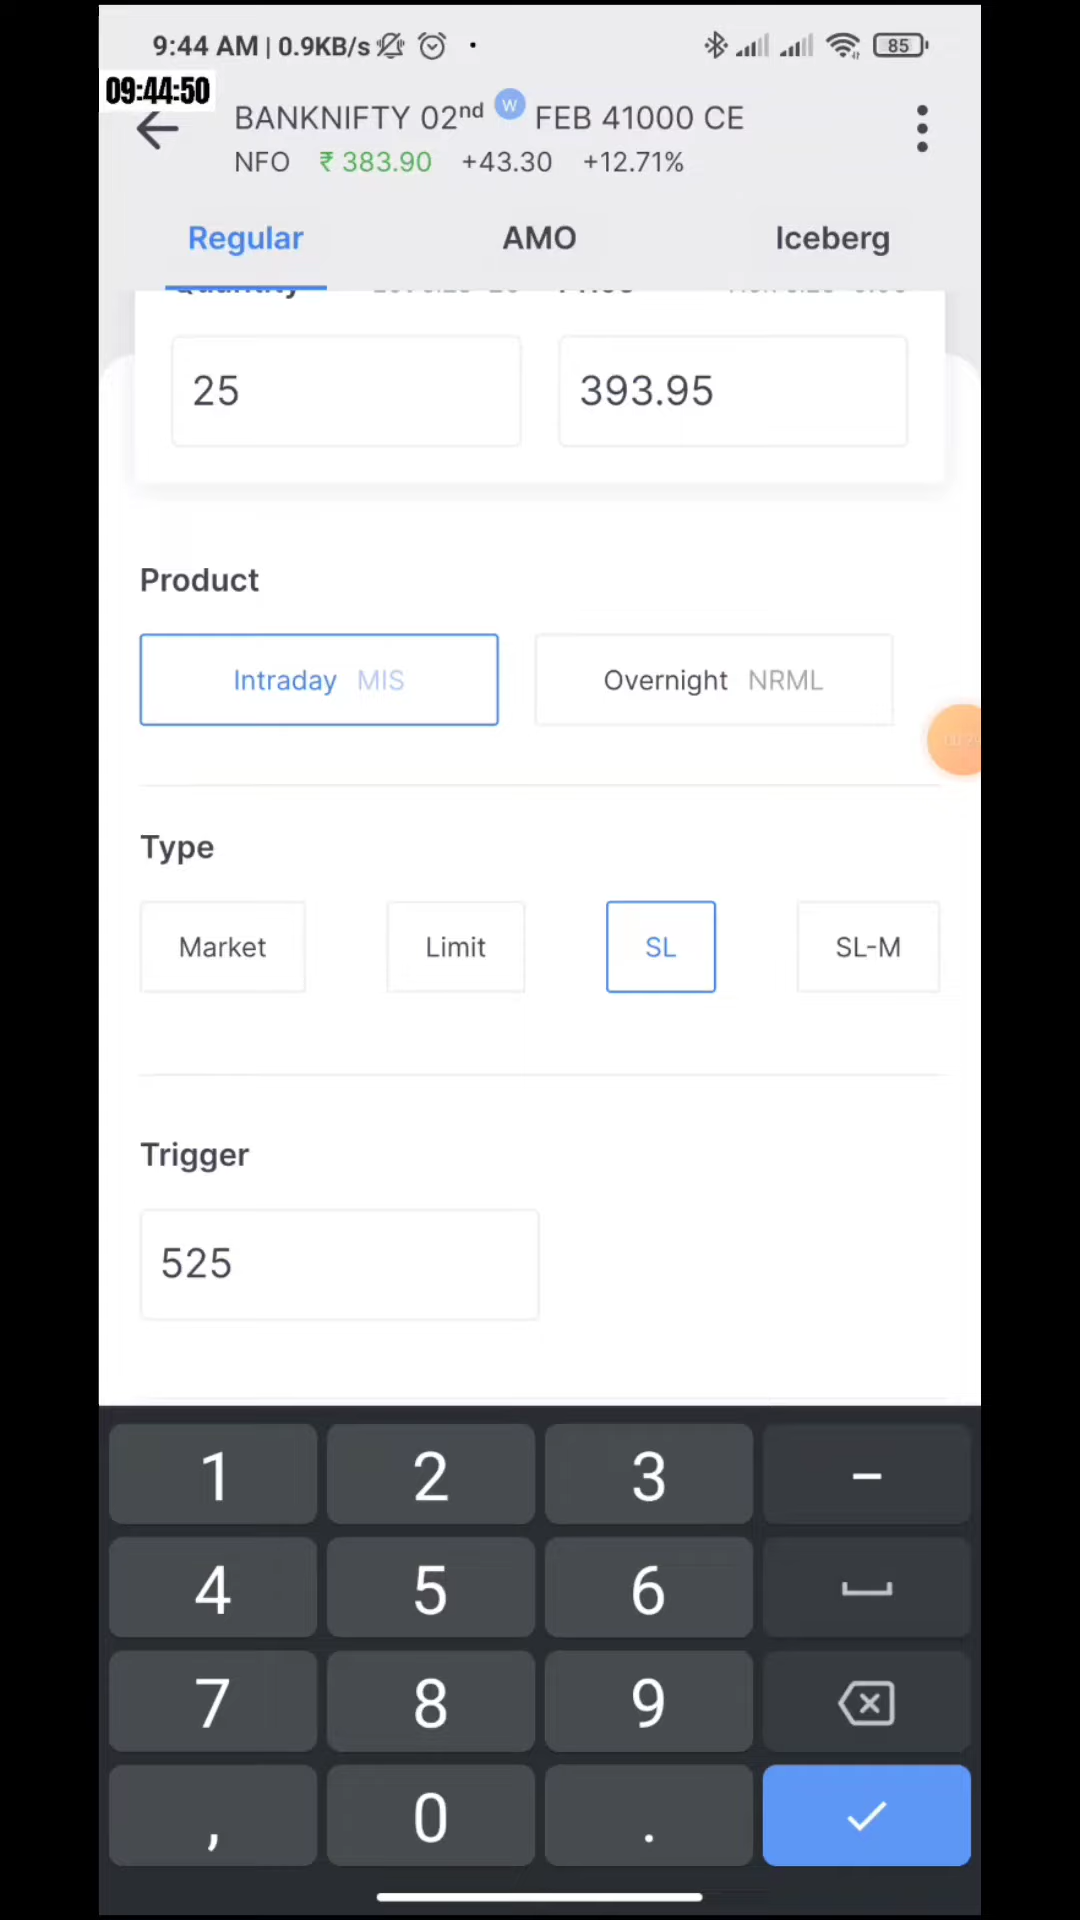 9:44 AM | 0.9KB/s
85
09:44:50
BANKNIFTY 02nd W FEB 41000 CE
NFO ₹ 383.90 +43.30 +12.71%
Regular AMO Iceberg
Quantity Price
25 393.95
Product
Intraday MIS Overnight NRML
Type
Market Limit SL SL-M
Trigger
525
1 2 3 –
4 5 6
7 8 9
, 0 .